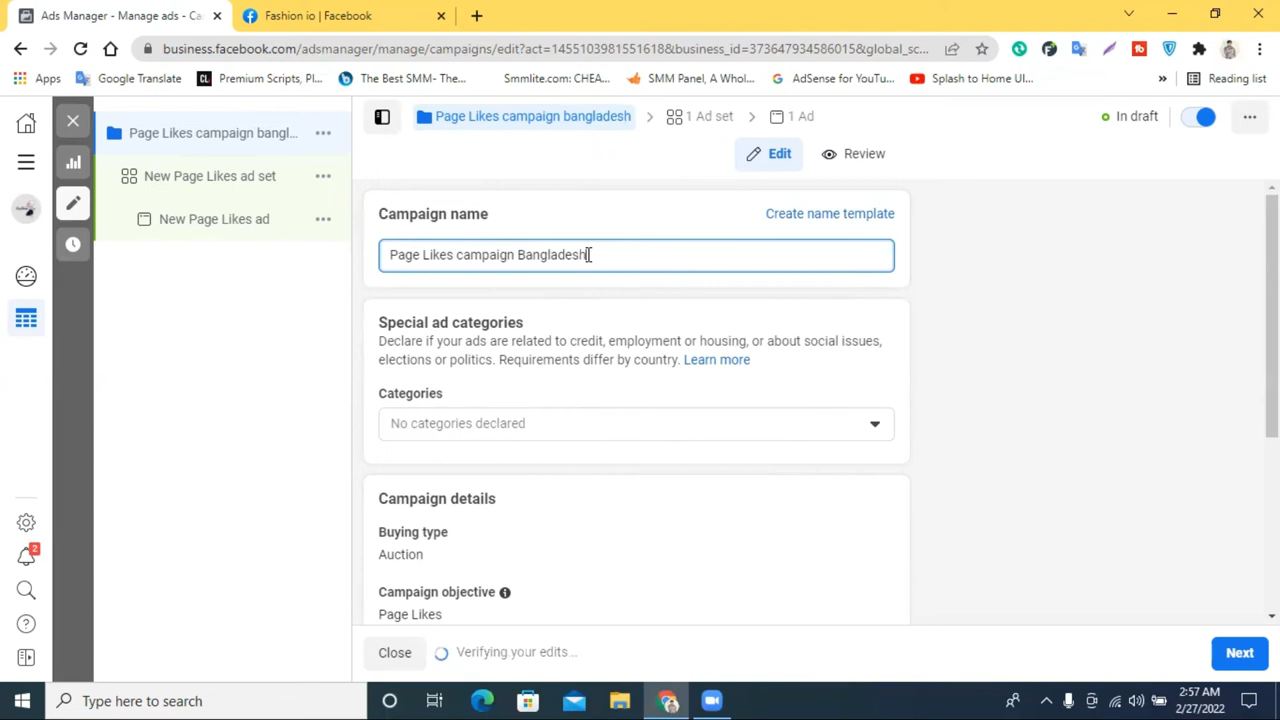 Ads Manager - Manage ads - Ca
Fashion io | Facebook
business.facebook.com/adsmanager/manage/campaigns/edit?act=145510398155161​8&business_id=373647934586015&global_sc...
Apps
Google Translate
Premium Scripts, Pl...
The Best SMM- The...
Smmlite.com: CHEA...
SMM Panel, A Whol...
AdSense for YouTu...
Splash to Home UI...
»
Reading list
Page Likes campaign bangl...
Page Likes campaign bangladesh
1 Ad set
1 Ad
In draft
New Page Likes ad set
New Page Likes ad
Edit
Review
Campaign name
Create name template
Page Likes campaign Bangladesh
Special ad categories
Declare if your ads are related to credit, employment or housing, or about social issues,
elections or politics. Requirements differ by country. Learn more
Categories
No categories declared
Campaign details
Buying type
Auction
Campaign objective
Page Likes
2
Close
Verifying your edits...
Next
Type here to search
2:57 AM
2/27/2022